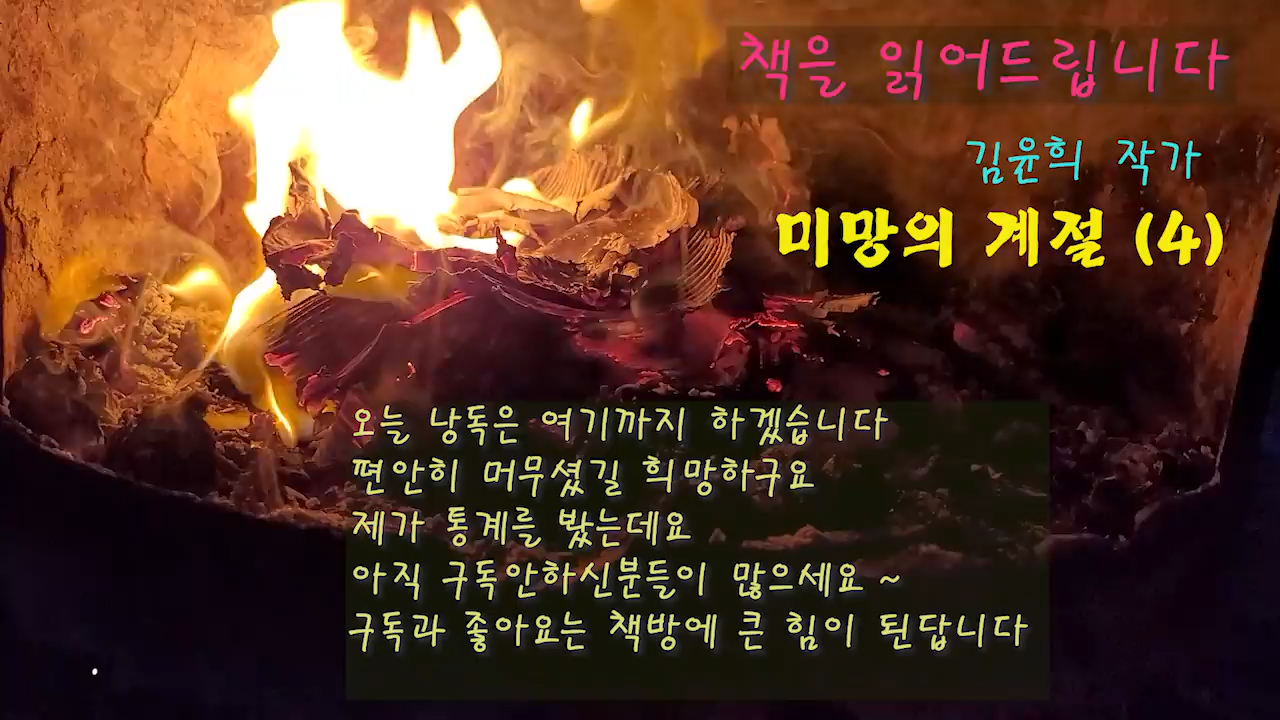 책을 읽어드립니다
김윤희 작가
미망의 계절 (4)
오늘 낭독은 여기까지 하겠습니다
편안히 머무셨길 희망하구요
제가 통계를 봤는데요
아직 구독안하신분들이 많으세요 ~
구독과 좋아요는 책방에 큰 힘이 된답니다